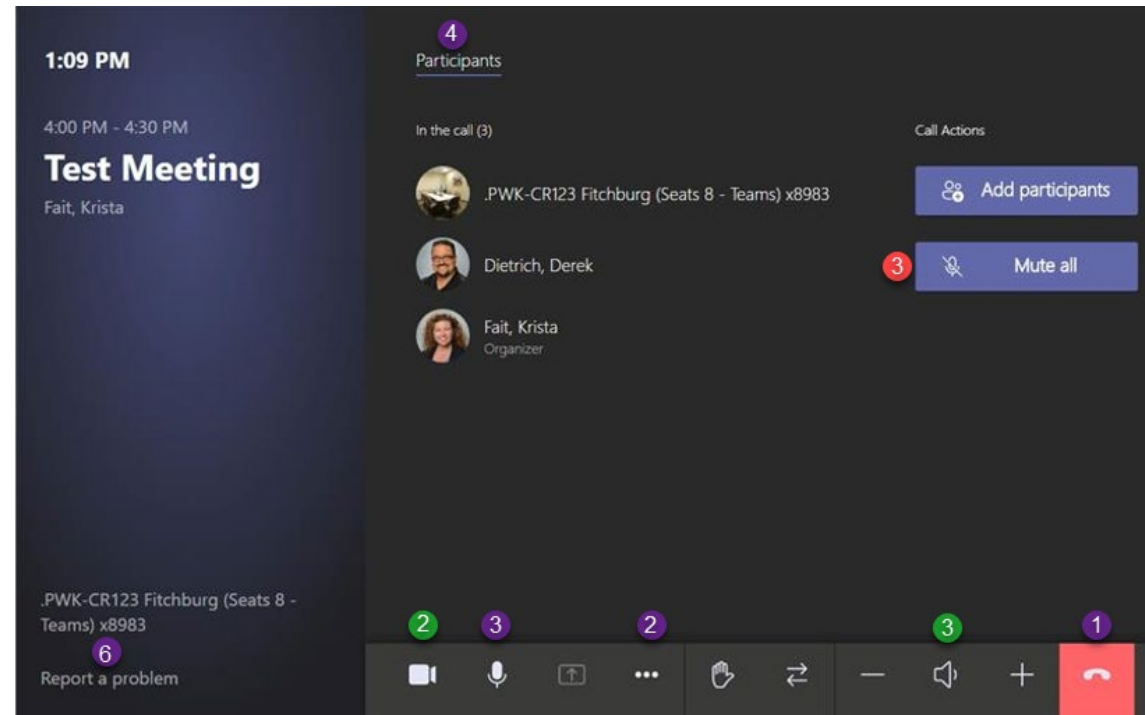 1:09 PM
4:00 PM - 4:30 PM
Test Meeting
Fait, Krista
.PWK-CR123 Fitchburg (Seats 8 -
Teams) x8983
6
Report a problem
4
Participants
In the call (3)
.PWK-CR123 Fitchburg (Seats 8 - Teams) x8983
Dietrich, Derek
Fait, Krista
Organizer
Call Actions
Add participants
3 Mute all
2 3 2 3 1